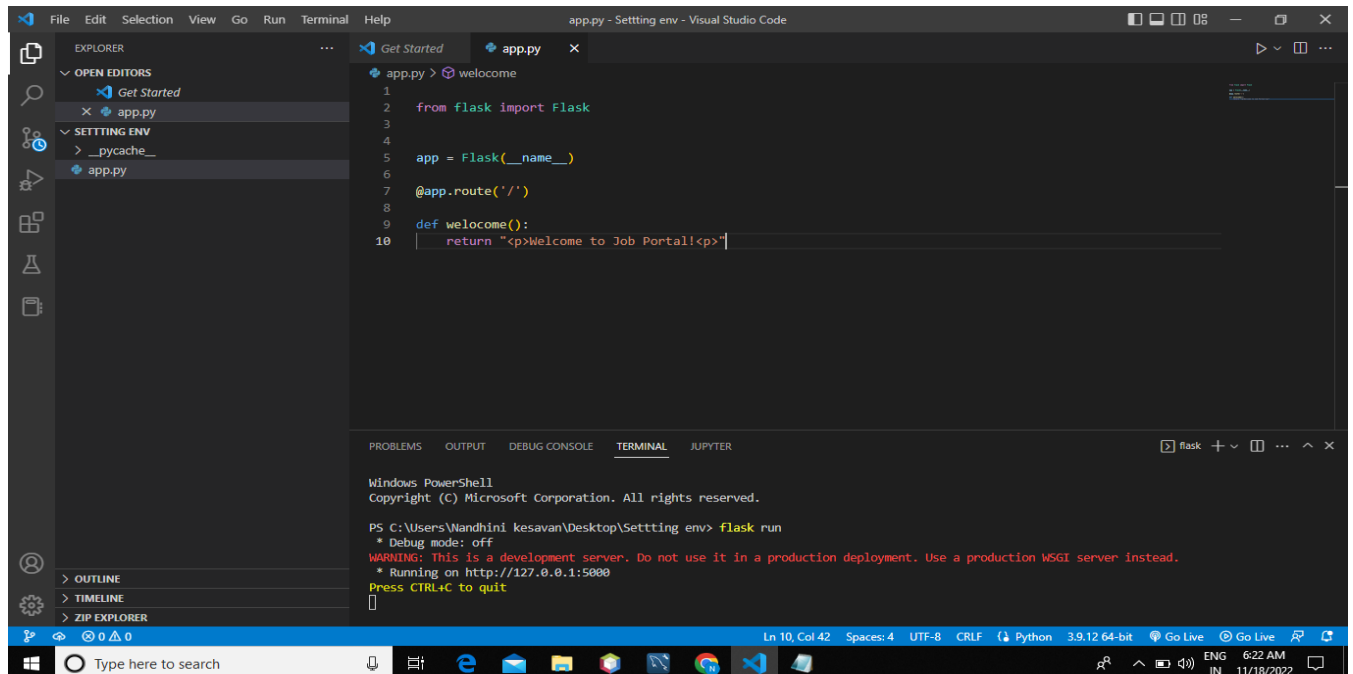 File Edit Selection View Go Run Terminal Help app.py - Settting env - Visual Studio Code
EXPLORER
OPEN EDITORS
Get Started
app.py
SETTTING ENV
__pycache__
app.py
OUTLINE
TIMELINE
ZIP EXPLORER
Get Started app.py
app.py > welocome
1
2 from flask import Flask
3
4
5 app = Flask(__name__)
6
7 @app.route('/')
8
9 def welocome():
10 return "<p>Welcome to Job Portal!<p>"
PROBLEMS OUTPUT DEBUG CONSOLE TERMINAL JUPYTER flask
Windows PowerShell
Copyright (C) Microsoft Corporation. All rights reserved.
PS C:\Users\Nandhini kesavan\Desktop\Settting env> flask run
* Debug mode: off
WARNING: This is a development server. Do not use it in a production deployment. Use a production WSGI server instead.
* Running on http://127.0.0.1:5000
Press CTRL+C to quit
0 0 Ln 10, Col 42 Spaces: 4 UTF-8 CRLF Python 3.9.12 64-bit Go Live Go Live
Type here to search
ENG 6:22 AM
IN 11/18/2022